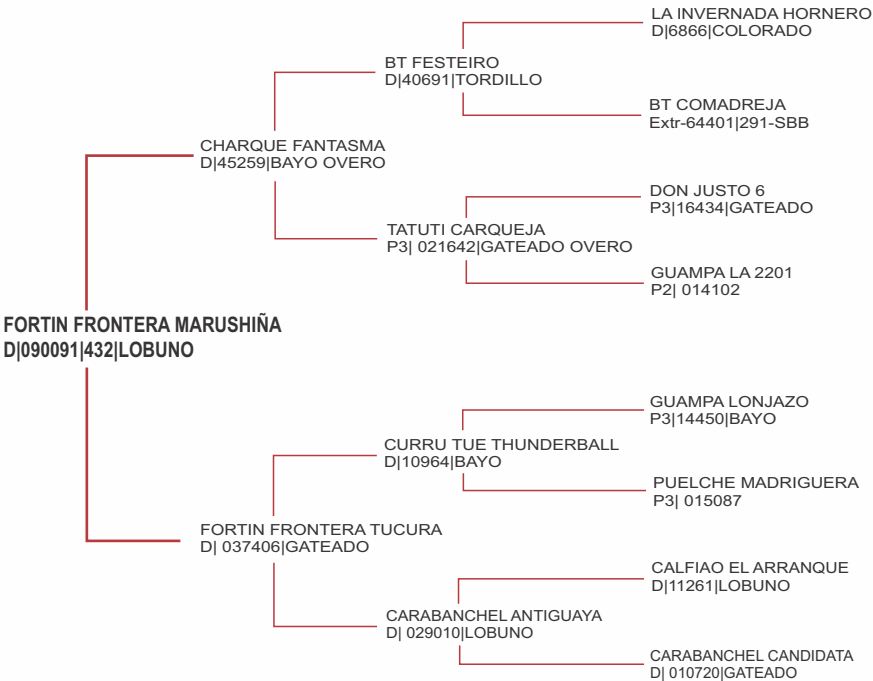 LA INVERNADA HORNERO
D|6866|COLORADO
BT FESTEIRO
D|40691|TORDILLO
BT COMADREJA
Extr-64401|291-SBB
CHARQUE FANTASMA
D|45259|BAYO OVERO
DON JUSTO 6
P3|16434|GATEADO
TATUTI CARQUEJA
P3| 021642|GATEADO OVERO
GUAMPA LA 2201
P2| 014102
FORTIN FRONTERA MARUSHIÑA
D|090091|432|LOBUNO
GUAMPA LONJAZO
P3|14450|BAYO
CURRU TUE THUNDERBALL
D|10964|BAYO
PUELCHE MADRIGUERA
P3| 015087
FORTIN FRONTERA TUCURA
D| 037406|GATEADO
CALFIAO EL ARRANQUE
D|11261|LOBUNO
CARABANCHEL ANTIGUAYA
D| 029010|LOBUNO
CARABANCHEL CANDIDATA
D| 010720|GATEADO